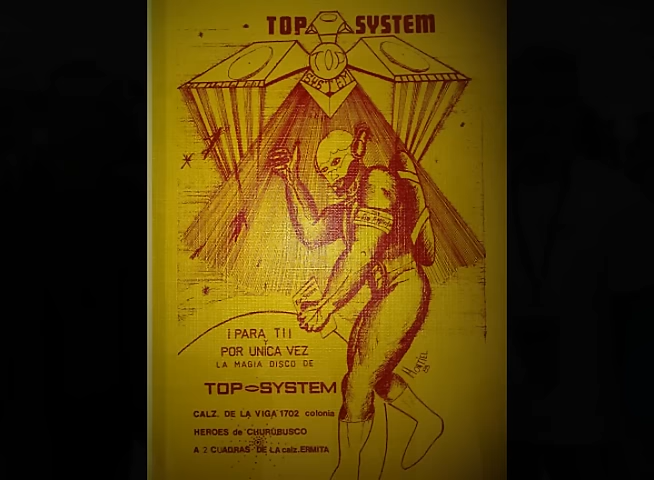 TOP SYSTEM
SYSTEM
¡PARA TI!
Y
POR UNICA VEZ
LA MAGIA DISCO DE
TOP SYSTEM
CALZ. DE LA VIGA 1702 colonia
HEROES de CHURUBUSCO
A 2 CUADRAS DE LA calz. ERMITA